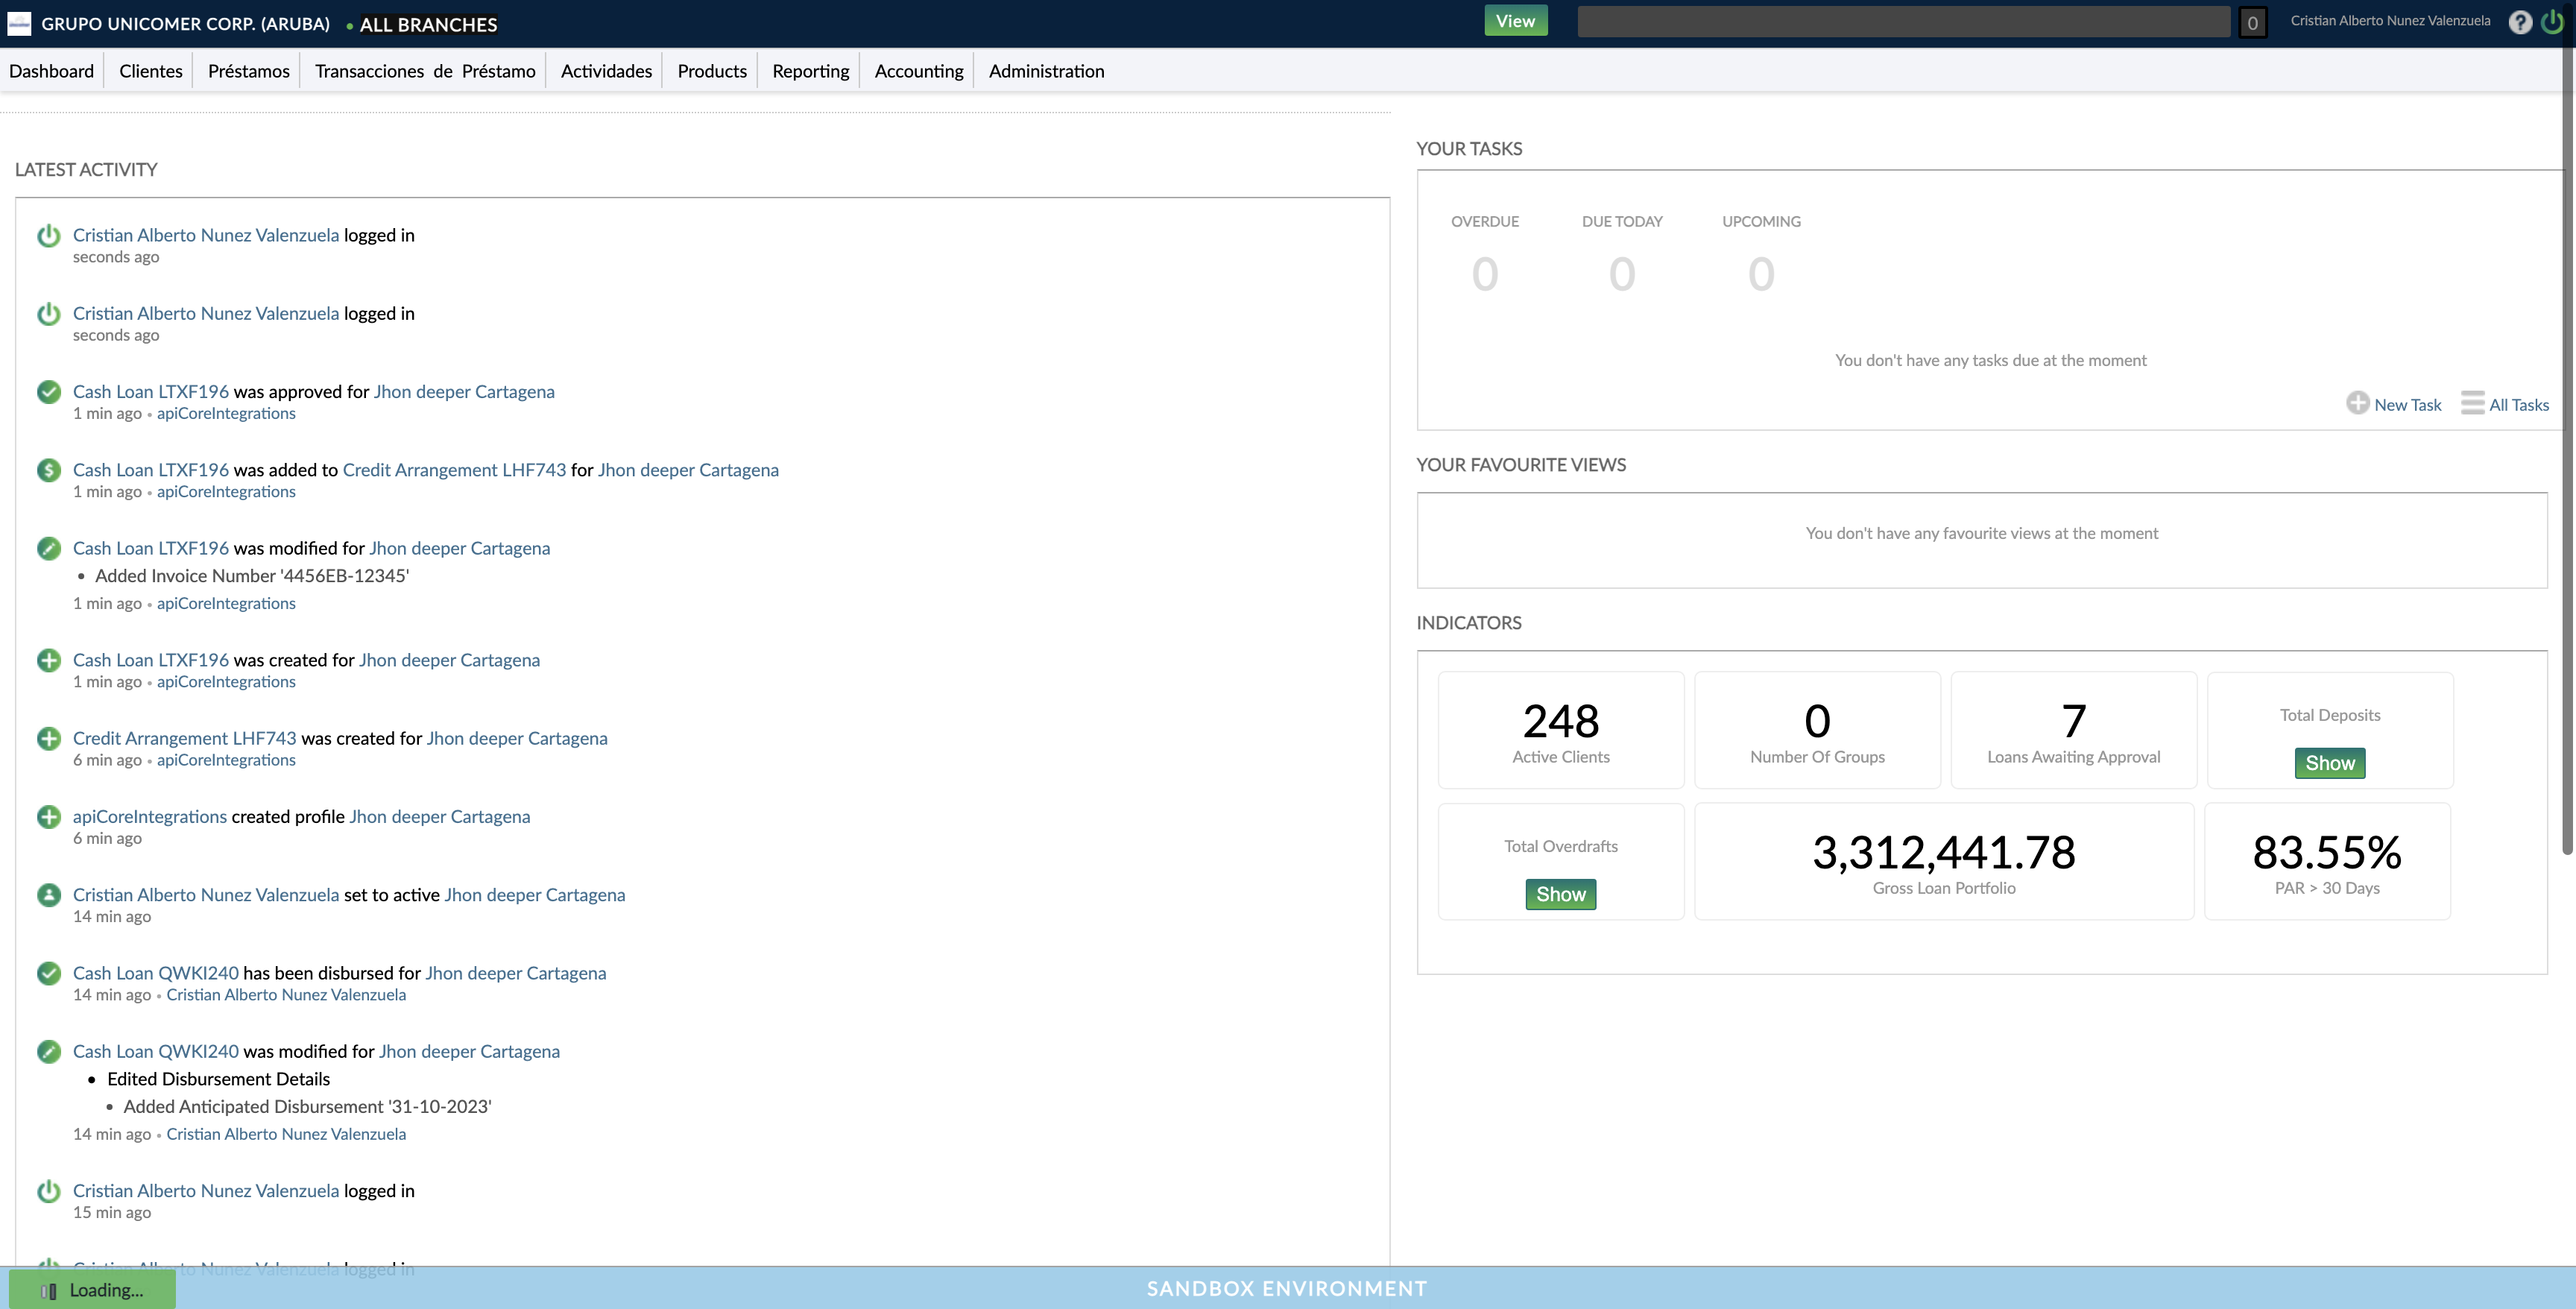 GRUPO UNICOMER CORP. (ARUBA) • ALL BRANCHES
View
0
Cristian Alberto Nunez Valenzuela
?
Dashboard Clientes Préstamos Transacciones de Préstamo Actividades Products Reporting Accounting Administration
LATEST ACTIVITY
Cristian Alberto Nunez Valenzuela logged in
seconds ago
Cristian Alberto Nunez Valenzuela logged in
seconds ago
Cash Loan LTXF196 was approved for Jhon deeper Cartagena
1 min ago • apiCoreIntegrations
Cash Loan LTXF196 was added to Credit Arrangement LHF743 for Jhon deeper Cartagena
1 min ago • apiCoreIntegrations
Cash Loan LTXF196 was modified for Jhon deeper Cartagena
• Added Invoice Number '4456EB-12345'
1 min ago • apiCoreIntegrations
Cash Loan LTXF196 was created for Jhon deeper Cartagena
1 min ago • apiCoreIntegrations
Credit Arrangement LHF743 was created for Jhon deeper Cartagena
6 min ago • apiCoreIntegrations
apiCoreIntegrations created profile Jhon deeper Cartagena
6 min ago
Cristian Alberto Nunez Valenzuela set to active Jhon deeper Cartagena
14 min ago
Cash Loan QWKI240 has been disbursed for Jhon deeper Cartagena
14 min ago • Cristian Alberto Nunez Valenzuela
Cash Loan QWKI240 was modified for Jhon deeper Cartagena
• Edited Disbursement Details
• Added Anticipated Disbursement '31-10-2023'
14 min ago • Cristian Alberto Nunez Valenzuela
Cristian Alberto Nunez Valenzuela logged in
15 min ago
Cristian Alberto Nunez Valenzuela logged in
YOUR TASKS
OVERDUE DUE TODAY UPCOMING
0 0 0
You don't have any tasks due at the moment
New Task All Tasks
YOUR FAVOURITE VIEWS
You don't have any favourite views at the moment
INDICATORS
248
Active Clients
0
Number Of Groups
7
Loans Awaiting Approval
Total Deposits
Show
Total Overdrafts
Show
3,312,441.78
Gross Loan Portfolio
83.55%
PAR > 30 Days
Loading...
SANDBOX ENVIRONMENT